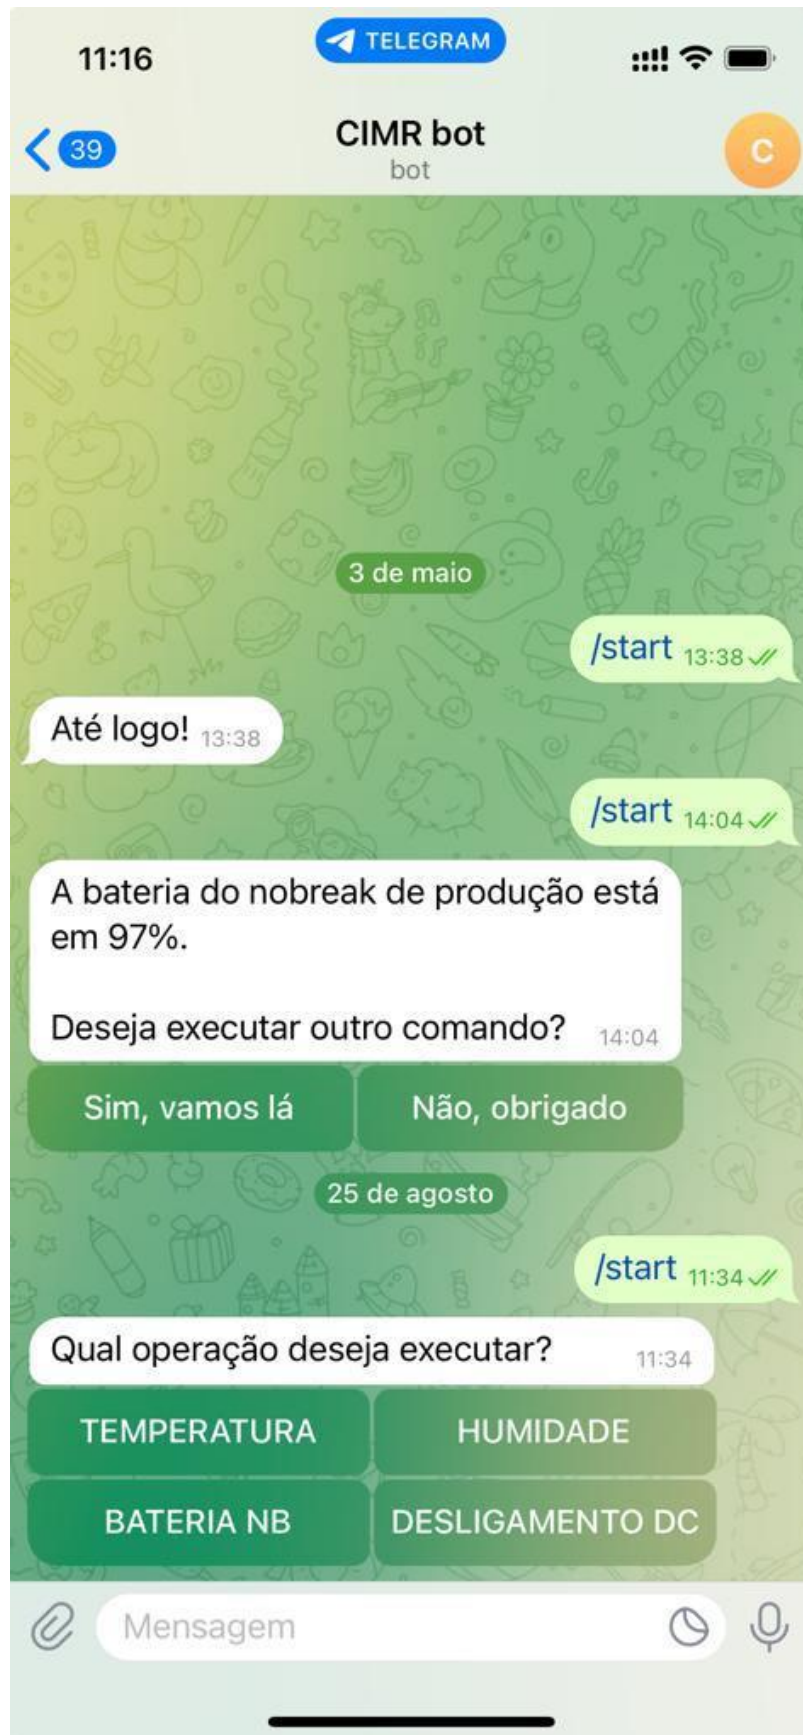 11:16
TELEGRAM
39
CIMR bot
bot
C
3 de maio
/start 13:38
Até logo! 13:38
/start 14:04
A bateria do nobreak de produção está
em 97%.
Deseja executar outro comando? 14:04
Sim, vamos lá
Não, obrigado
25 de agosto
/start 11:34
Qual operação deseja executar? 11:34
TEMPERATURA
HUMIDADE
BATERIA NB
DESLIGAMENTO DC
Mensagem